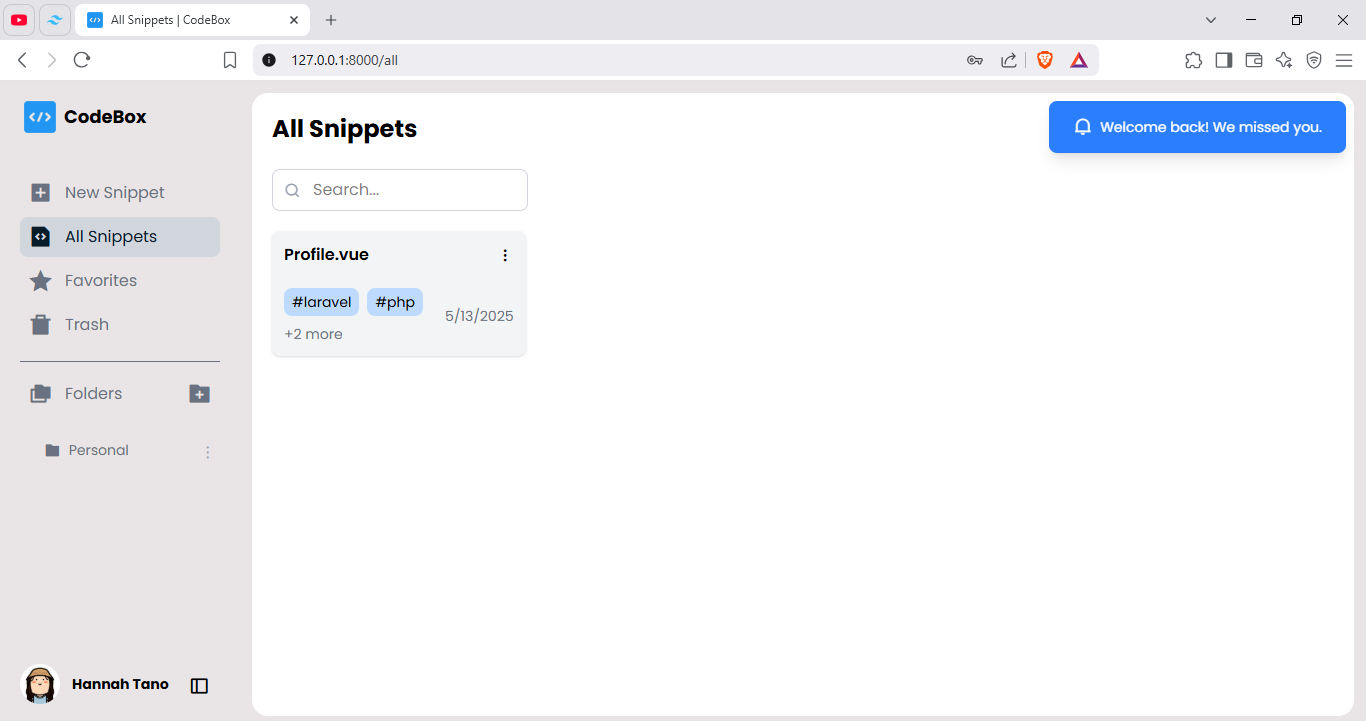 All Snippets | CodeBox
127.0.0.1:8000/all
CodeBox
New Snippet
All Snippets
Favorites
Trash
Folders
Personal
Hannah Tano
All Snippets
Welcome back! We missed you.
Search...
Profile.vue
#laravel #php
5/13/2025
+2 more